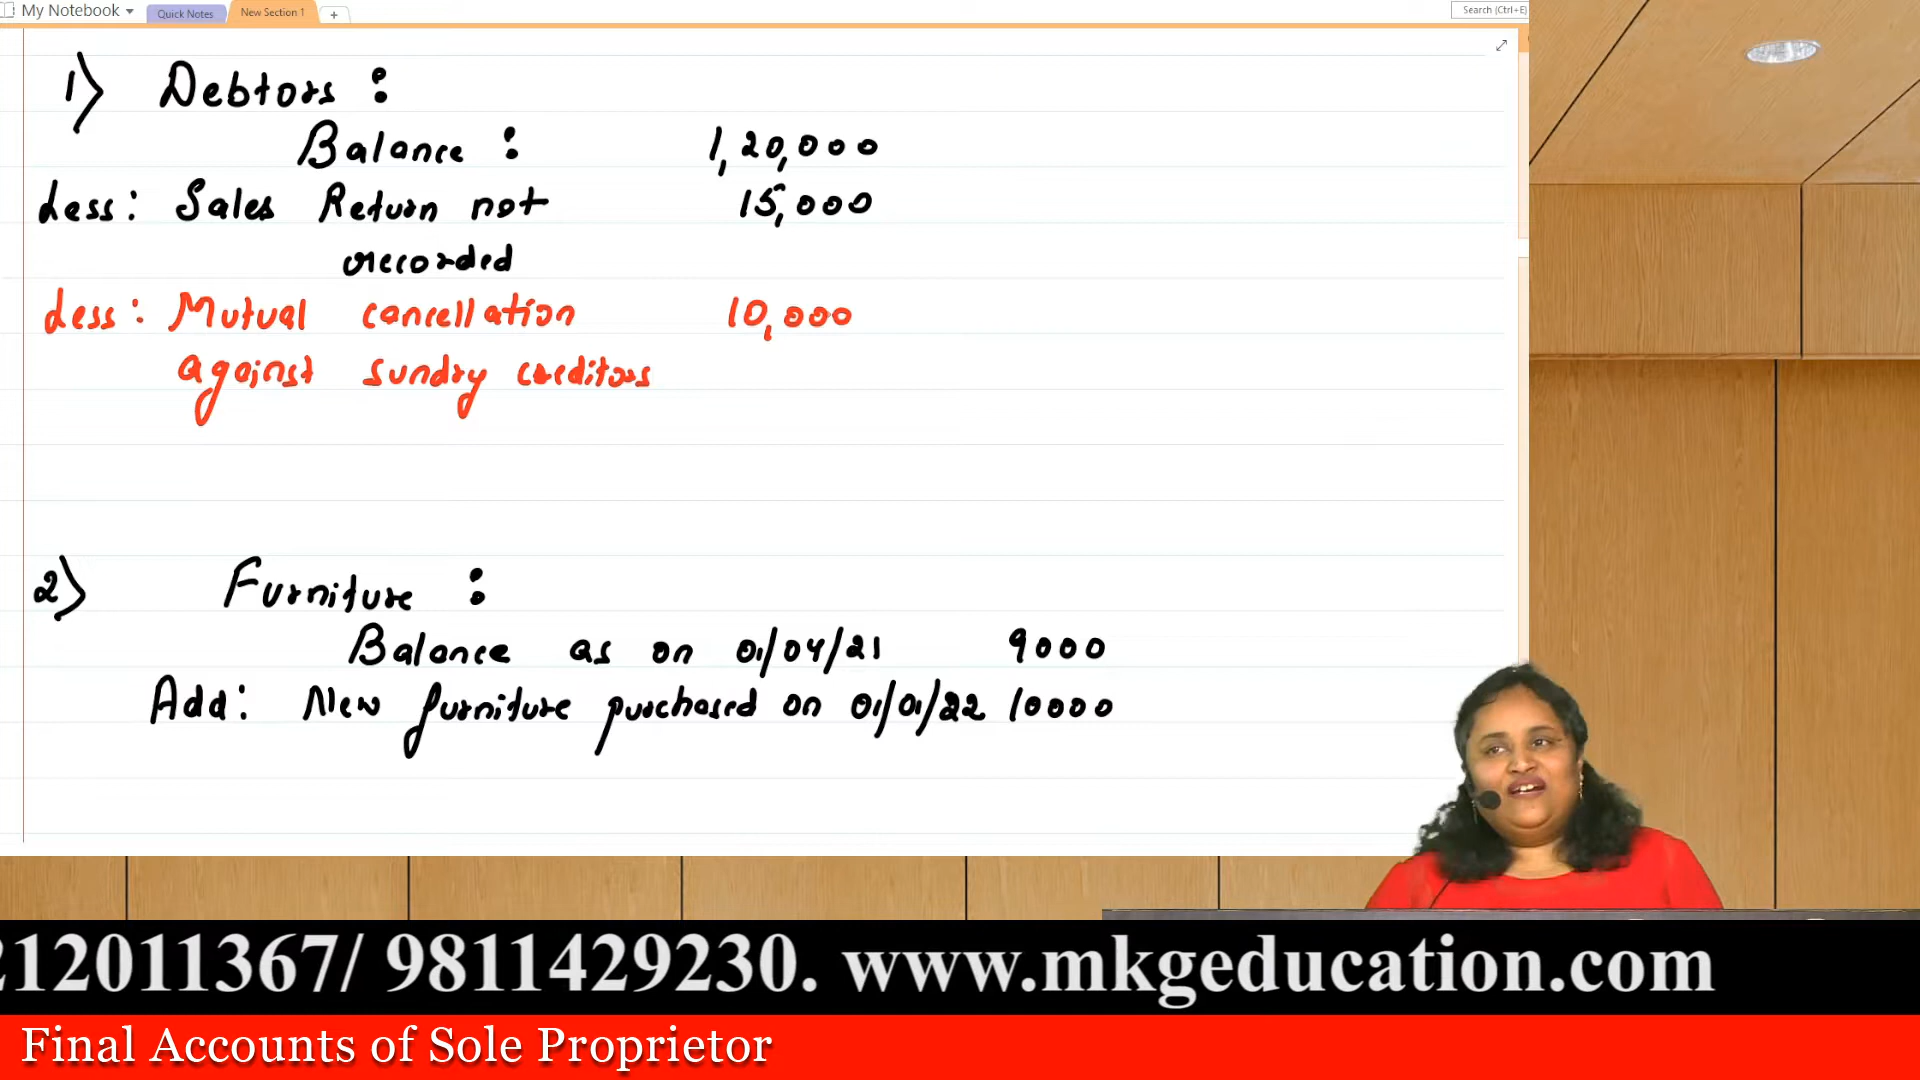 My Notebook
Quick Notes
New Section 1
+
Search (Ctrl+E)
1) Debtors :
Balance : 1,20,000
Less: Sales Return not 15,000
recorded
Less: Mutual cancellation 10,000
against sundry creditors
2) Furniture :
Balance as on 01/04/21 9000
Add: New furniture purchased on 01/01/22 10000
212011367/ 9811429230. www.mkgeducation.com
Final Accounts of Sole Proprietor